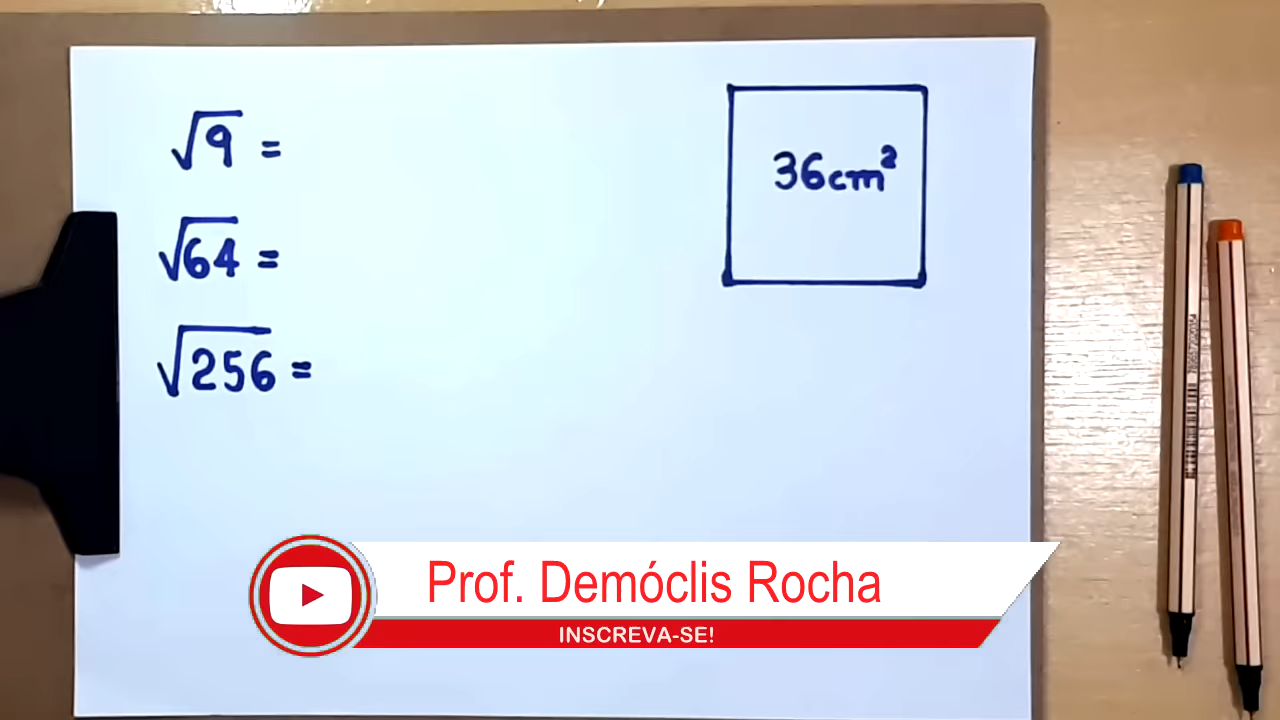 √9 =
√64 =
√256 =
36cm²
Prof. Demóclis Rocha
INSCREVA-SE!